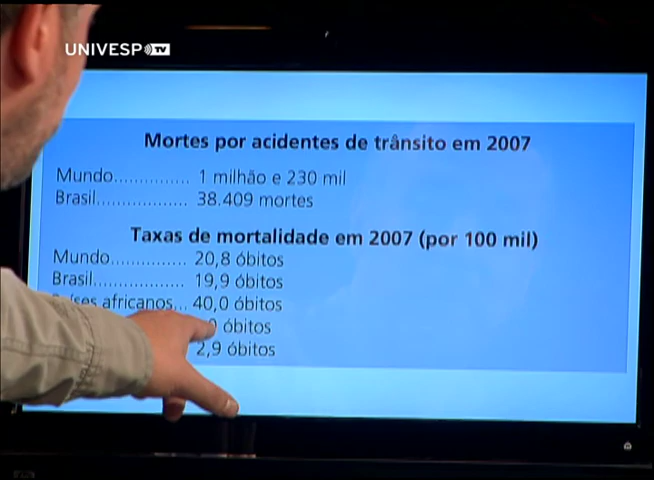 UNIVESP TV
Mortes por acidentes de trânsito em 2007
Mundo............... 1 milhão e 230 mil
Brasil.................. 38.409 mortes
Taxas de mortalidade em 2007 (por 100 mil)
Mundo............... 20,8 óbitos
Brasil.................. 19,9 óbitos
africanos... 40,0 óbitos
óbitos
2,9 óbitos